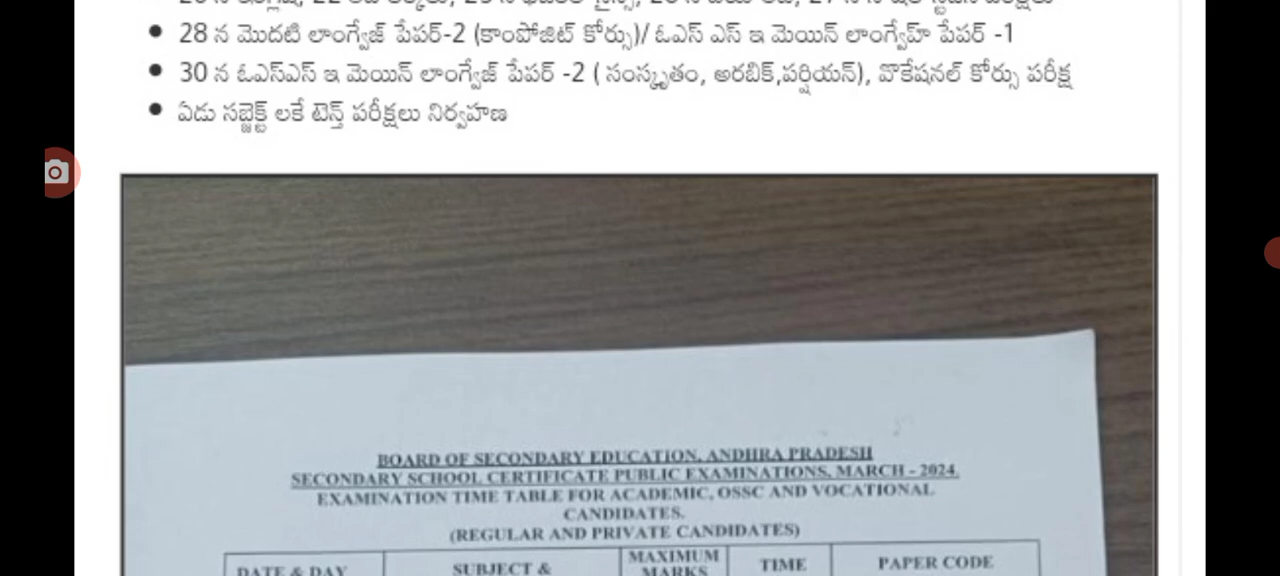 28 న మొదటి లాంగ్వేజ్ పేపర్-2 (కాంపోజిట్ కోర్సు)/ ఓఎస్ ఎస్ ఇ మెయిన్ లాంగ్వేహ్ పేపర్ -1
30 న ఓఎస్ఎస్ ఇ మెయిన్ లాంగ్వేజ్ పేపర్ -2 ( సంస్కృతం, అరబిక్,పర్షియన్), వొకేషనల్ కోర్సు పరీక్ష
ఏడు సబ్జెక్ట్ లకే టెన్త్ పరీక్షలు నిర్వహణ
BOARD OF SECONDARY EDUCATION, ANDHRA PRADESH
SECONDARY SCHOOL CERTIFICATE PUBLIC EXAMINATIONS, MARCH - 2024.
EXAMINATION TIME TABLE FOR ACADEMIC, OSSC AND VOCATIONAL
CANDIDATES.
(REGULAR AND PRIVATE CANDIDATES)
DATE & DAY SUBJECT & MAXIMUM MARKS TIME PAPER CODE